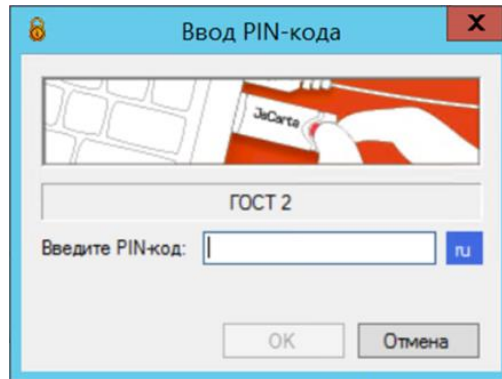 Ввод PIN-кода
X
JaCarta
ГОСТ 2
Введите PIN-код:
ru
OK
Отмена